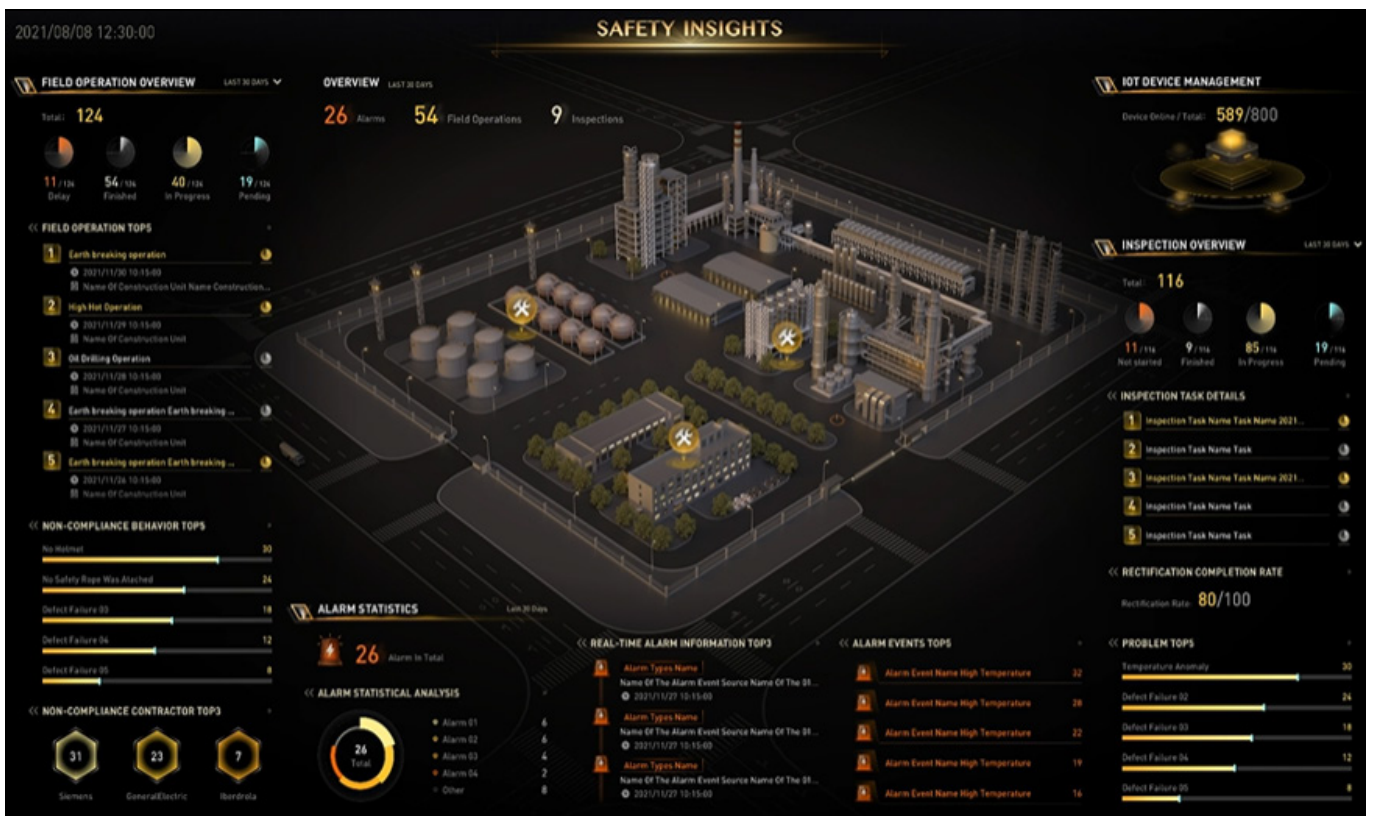 2021/08/08 12:30:00
SAFETY INSIGHTS
FIELD OPERATION OVERVIEW
LAST 30 DAYS
Total: 124
11/124
54/124
40/124
19/124
Delay
Finished
In Progress
Pending
FIELD OPERATION TOP5
1 Earth breaking operation
2021/11/30 10:15:00
Name Of Construction Unit Name Construction...
2 High Hot Operation
2021/11/29 10:15:00
Name Of Construction Unit
3 Oil Drilling Operation
2021/11/28 10:15:00
Name Of Construction Unit
4 Earth breaking operation Earth breaking ...
2021/11/27 10:15:00
Name Of Construction Unit
5 Earth breaking operation Earth breaking ...
2021/11/26 10:15:00
Name Of Construction Unit
NON-COMPLIANCE BEHAVIOR TOP5
No Helmet 30
No Safety Rope Was Ateched 24
Defect Failure 03 18
Defect Failure 04 12
Defect Failure 05 8
NON-COMPLIANCE CONTRACTOR TOP3
31
23
7
Siemens
GeneralElectric
Iberdrola
OVERVIEW LAST 30 DAYS
26 Alarms
54 Field Operations
9 Inspections
ALARM STATISTICS
Last 30 Days
26 Alarm In Total
ALARM STATISTICAL ANALYSIS
26
Total
Alarm 01 6
Alarm 02 6
Alarm 03 4
Alarm 04 2
Other 8
REAL-TIME ALARM INFORMATION TOP3
Alarm Types Name
Name Of The Alarm Event Source Name Of The 01...
2021/11/27 10:15:00
Alarm Types Name
Name Of The Alarm Event Source Name Of The 01...
2021/11/27 10:15:00
Alarm Types Name
Name Of The Alarm Event Source Name Of The 01...
2021/11/27 10:15:00
ALARM EVENTS TOP5
Alarm Event Name High Temperature 32
Alarm Event Name High Temperature 28
Alarm Event Name High Temperature 22
Alarm Event Name High Temperature 19
Alarm Event Name High Temperature 16
IOT DEVICE MANAGEMENT
Device Online / Total: 589/800
INSPECTION OVERVIEW
LAST 30 DAYS
Total: 116
11/116
9/116
85/116
19/116
Not started
Finished
In Progress
Pending
INSPECTION TASK DETAILS
1 Inspection Task Name Task Name 2021...
2 Inspection Task Name Task
3 Inspection Task Name Task Name 2021...
4 Inspection Task Name Task
5 Inspection Task Name Task
RECTIFICATION COMPLETION RATE
Rectification Rate: 80/100
PROBLEM TOP5
Temperature Anomaly 30
Defect Failure 02 24
Defect Failure 03 18
Defect Failure 04 12
Defect Failure 05 8